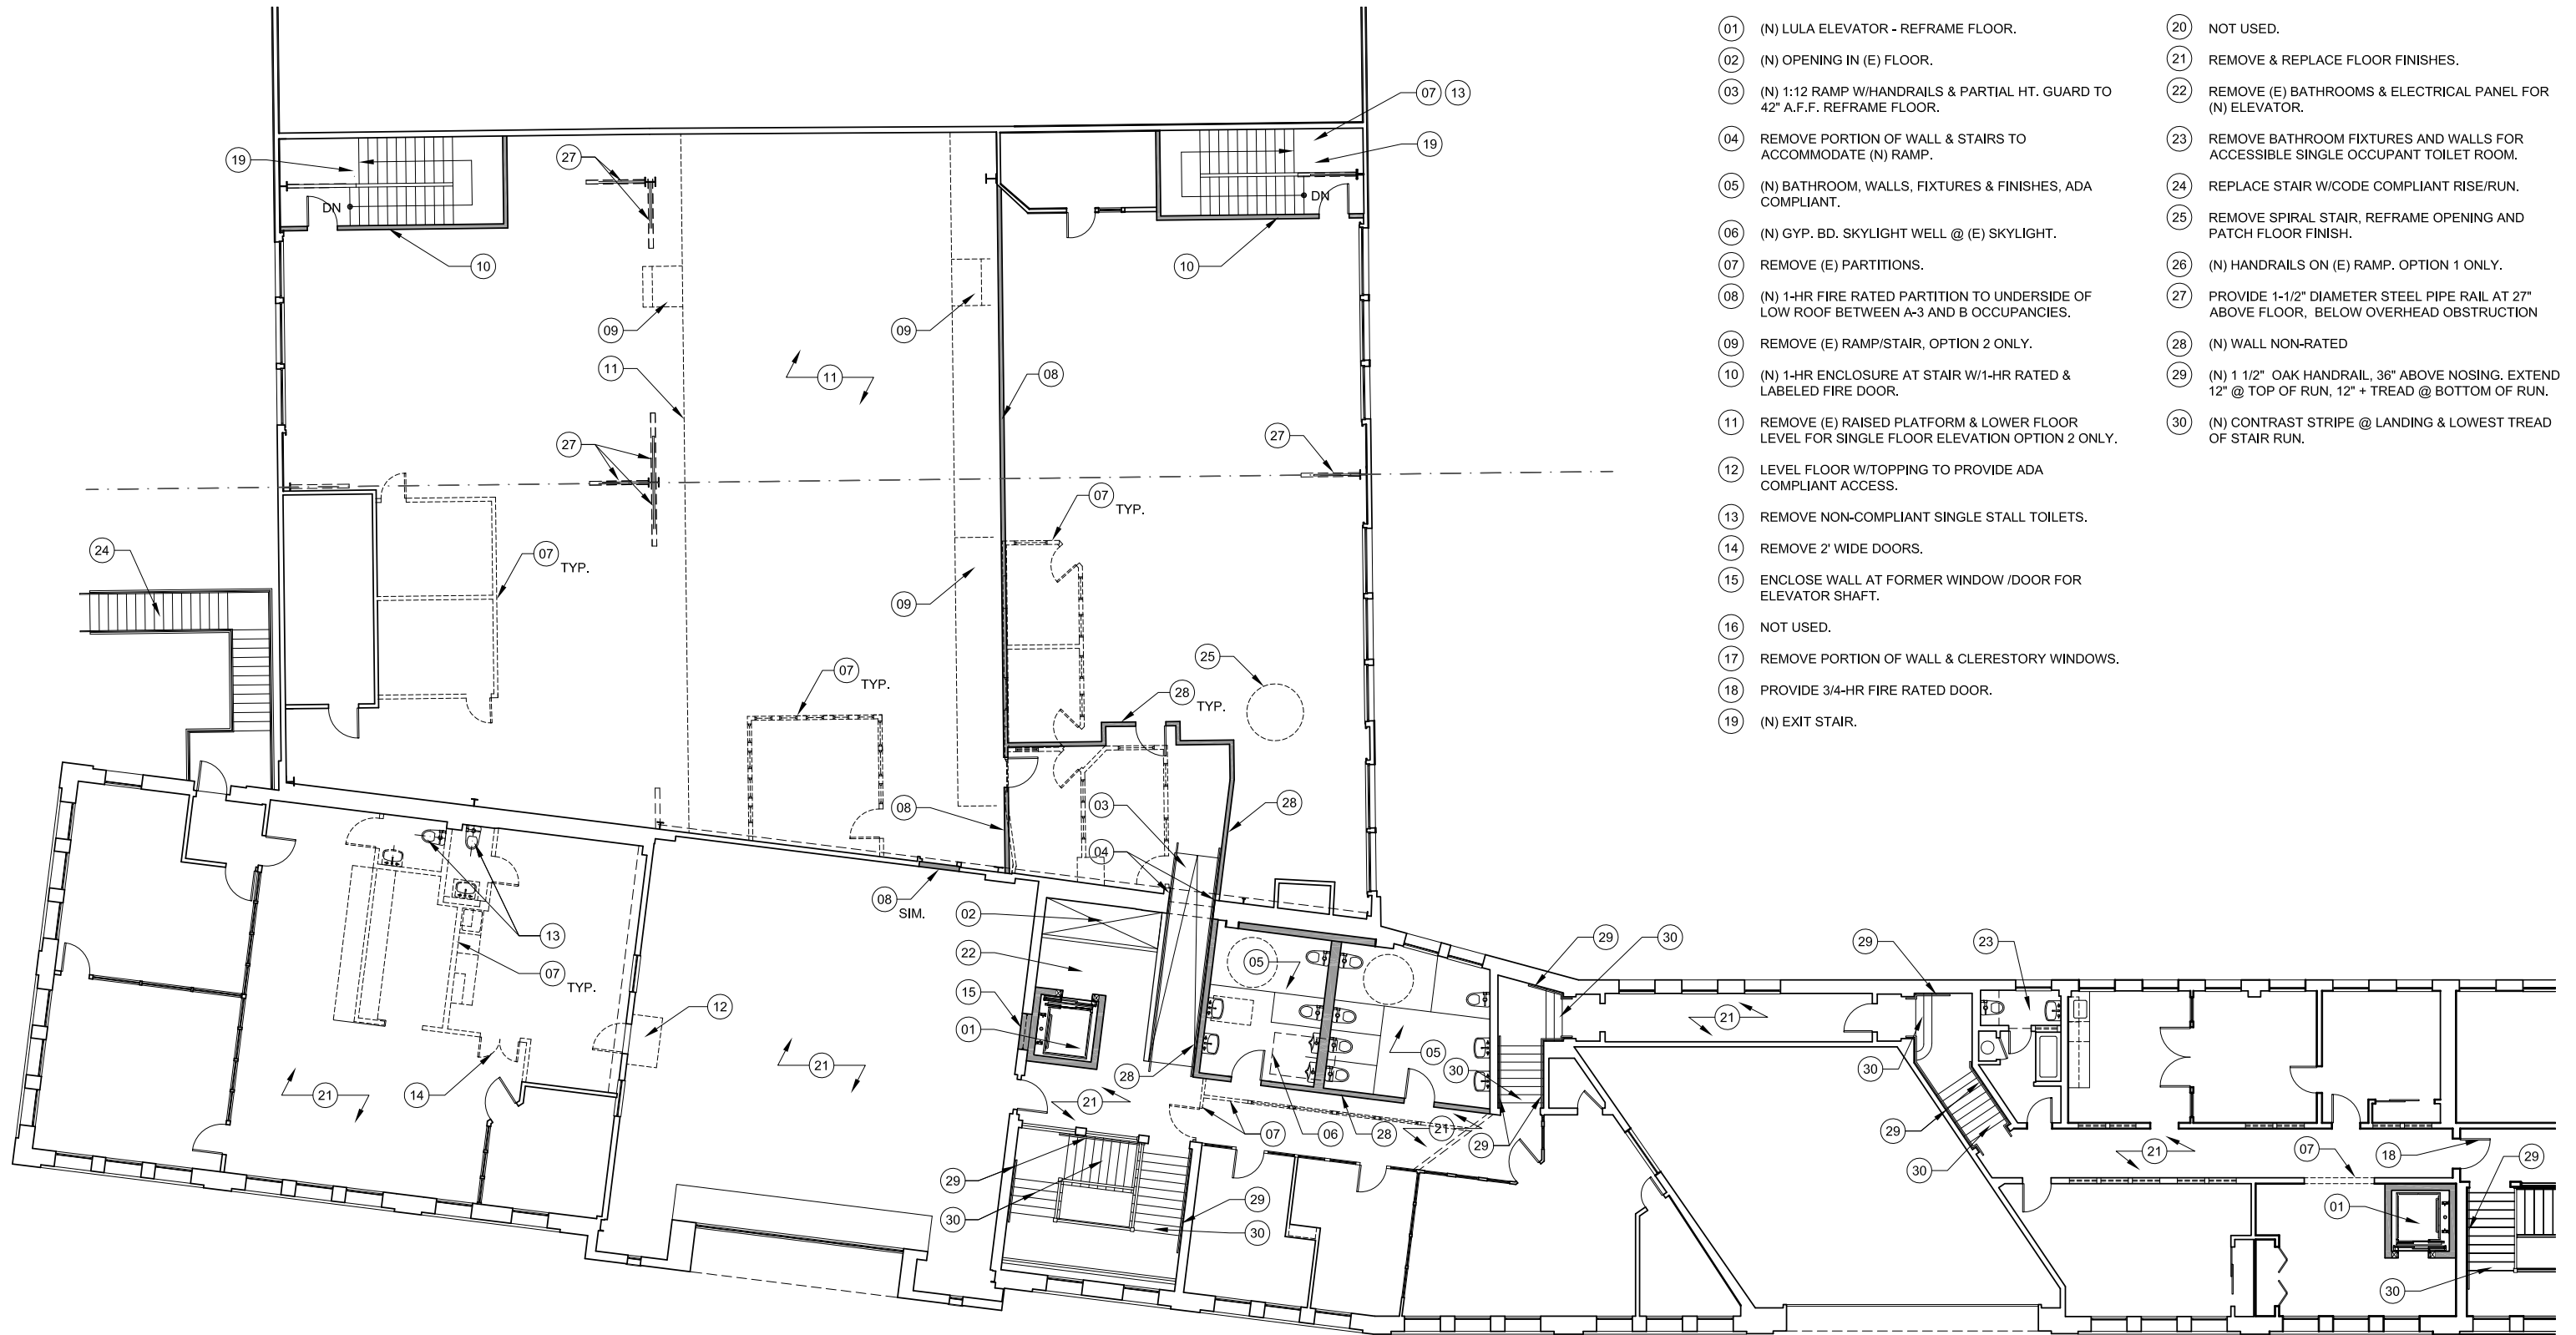 01 (N) LULA ELEVATOR - REFRAME FLOOR.
02 (N) OPENING IN (E) FLOOR.
03 (N) 1:12 RAMP W/HANDRAILS & PARTIAL HT. GUARD TO
42" A.F.F. REFRAME FLOOR.
04 REMOVE PORTION OF WALL & STAIRS TO
ACCOMMODATE (N) RAMP.
05 (N) BATHROOM, WALLS, FIXTURES & FINISHES, ADA
COMPLIANT.
06 (N) GYP. BD. SKYLIGHT WELL @ (E) SKYLIGHT.
07 REMOVE (E) PARTITIONS.
08 (N) 1-HR FIRE RATED PARTITION TO UNDERSIDE OF
LOW ROOF BETWEEN A-3 AND B OCCUPANCIES.
09 REMOVE (E) RAMP/STAIR, OPTION 2 ONLY.
10 (N) 1-HR ENCLOSURE AT STAIR W/1-HR RATED &
LABELED FIRE DOOR.
11 REMOVE (E) RAISED PLATFORM & LOWER FLOOR
LEVEL FOR SINGLE FLOOR ELEVATION OPTION 2 ONLY.
12 LEVEL FLOOR W/TOPPING TO PROVIDE ADA
COMPLIANT ACCESS.
13 REMOVE NON-COMPLIANT SINGLE STALL TOILETS.
14 REMOVE 2' WIDE DOORS.
15 ENCLOSE WALL AT FORMER WINDOW /DOOR FOR
ELEVATOR SHAFT.
16 NOT USED.
17 REMOVE PORTION OF WALL & CLERESTORY WINDOWS.
18 PROVIDE 3/4-HR FIRE RATED DOOR.
19 (N) EXIT STAIR.
20 NOT USED.
21 REMOVE & REPLACE FLOOR FINISHES.
22 REMOVE (E) BATHROOMS & ELECTRICAL PANEL FOR
(N) ELEVATOR.
23 REMOVE BATHROOM FIXTURES AND WALLS FOR
ACCESSIBLE SINGLE OCCUPANT TOILET ROOM.
24 REPLACE STAIR W/CODE COMPLIANT RISE/RUN.
25 REMOVE SPIRAL STAIR, REFRAME OPENING AND
PATCH FLOOR FINISH.
26 (N) HANDRAILS ON (E) RAMP. OPTION 1 ONLY.
27 PROVIDE 1-1/2" DIAMETER STEEL PIPE RAIL AT 27"
ABOVE FLOOR, BELOW OVERHEAD OBSTRUCTION
28 (N) WALL NON-RATED
29 (N) 1 1/2" OAK HANDRAIL, 36" ABOVE NOSING. EXTEND
12" @ TOP OF RUN, 12" + TREAD @ BOTTOM OF RUN.
30 (N) CONTRAST STRIPE @ LANDING & LOWEST TREAD
OF STAIR RUN.
07 13
19
27
19
DN
DN
10
10
09
09
11
11
08
27
27
07
TYP.
24
07
TYP.
09
25
07
TYP.
28
TYP.
03
28
08
04
08
SIM.
02
13
29
30
29
23
22
05
07
TYP.
15
12
01
21
05
30
21
28
30
29
14
21
21
07
06
28
21
29
30
21
07
18
29
29
30
29
30
01
30